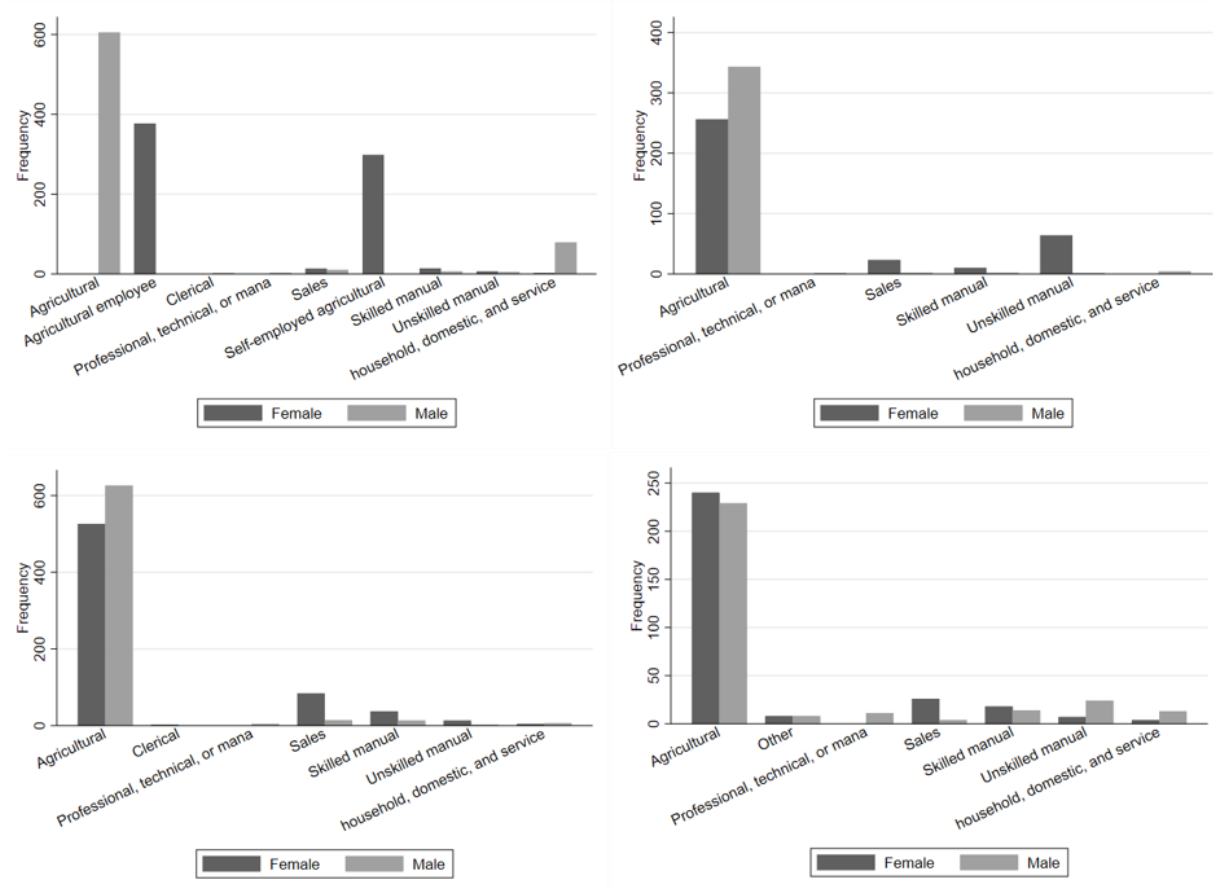 Frequency
600
400
200
0
Agricultural
Agricultural employee
Clerical
Professional, technical, or mana
Sales
Self-employed agricultural
Skilled manual
Unskilled manual
household, domestic, and service
Female Male
Frequency
400
300
200
100
0
Agricultural
Professional, technical, or mana
Sales
Skilled manual
Unskilled manual
household, domestic, and service
Female Male
Frequency
600
400
200
0
Agricultural
Clerical
Professional, technical, or mana
Sales
Skilled manual
Unskilled manual
household, domestic, and service
Female Male
Frequency
250
200
150
100
50
0
Agricultural
Other
Professional, technical, or mana
Sales
Skilled manual
Unskilled manual
household, domestic, and service
Female Male